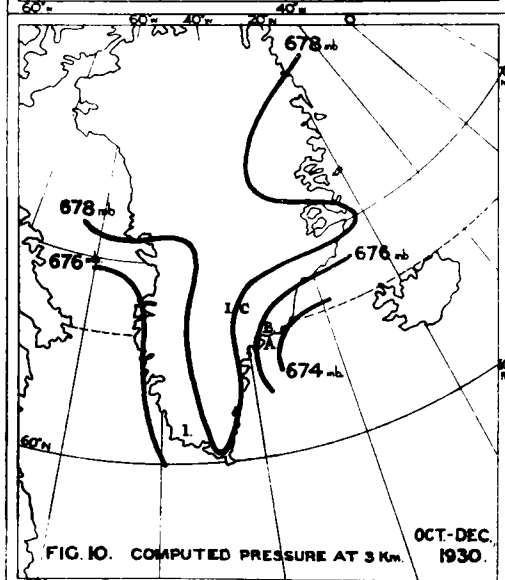 60°N 40°N
60°W 40°W 20°W 0
678 mb
678 mb
676 mb
676 mb
I.C
B
A
674 mb.
I.
60°N
FIG. 10. COMPUTED PRESSURE AT 3 Km. OCT.-DEC. 1930.